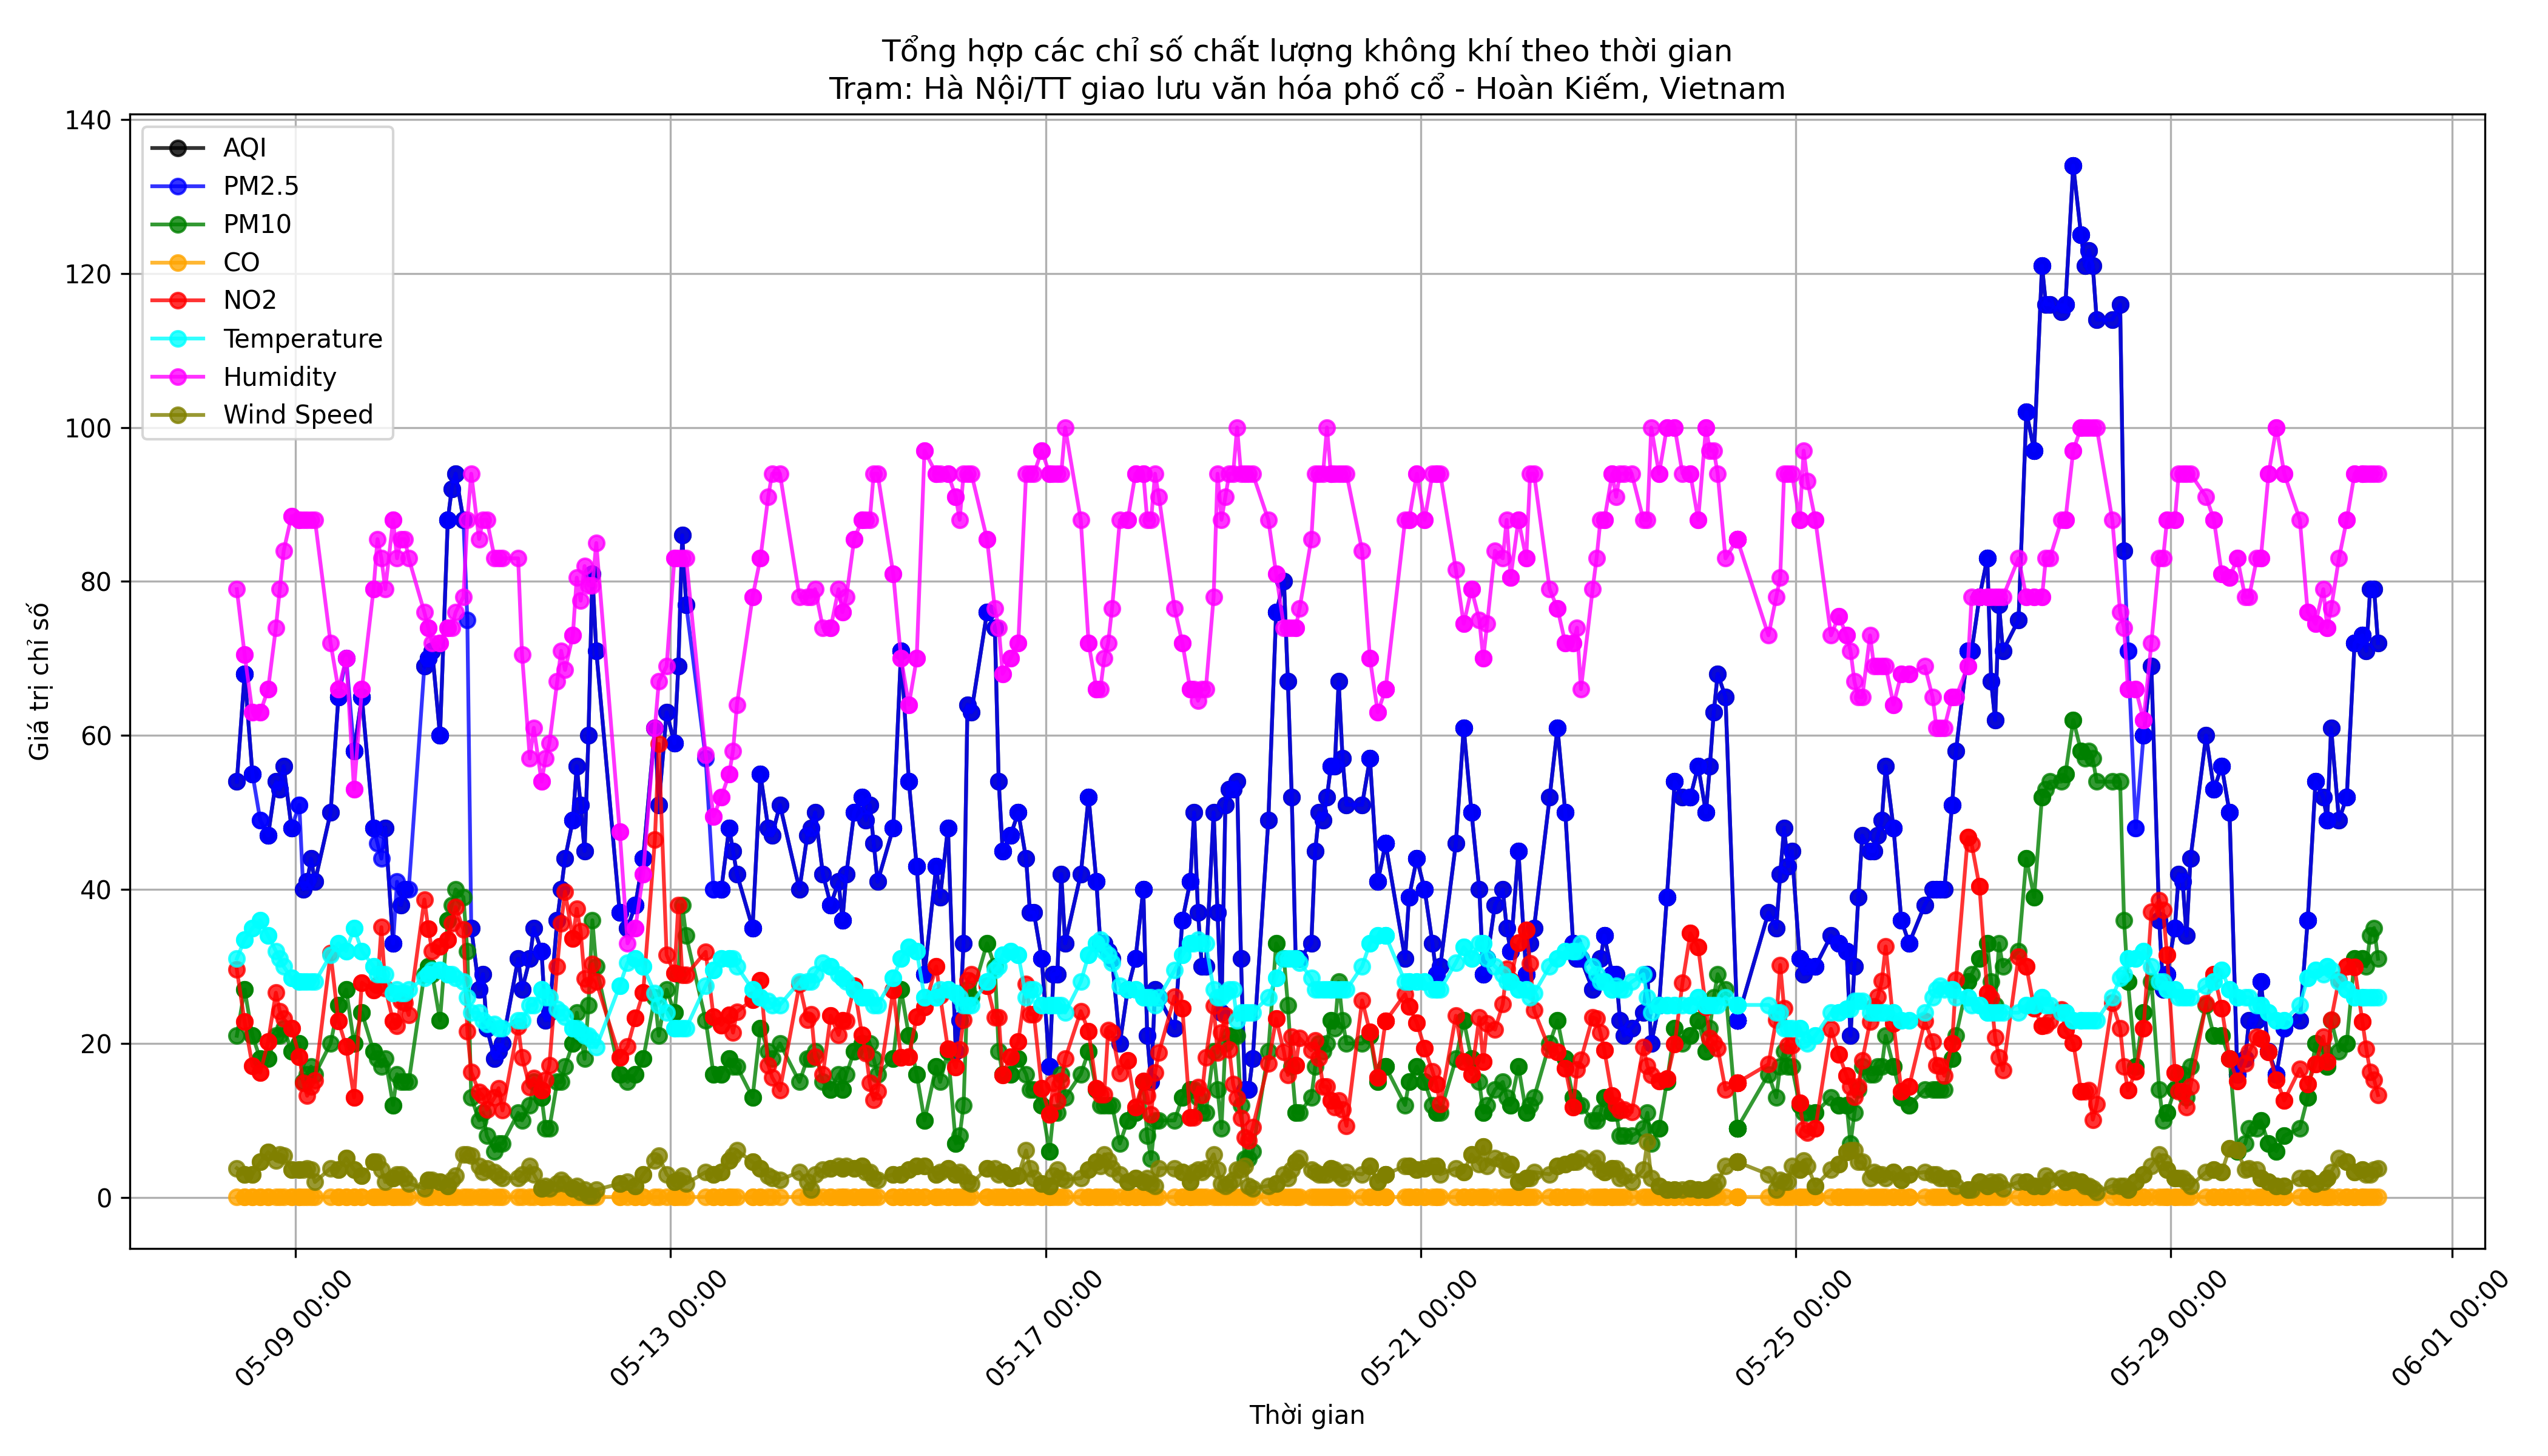 Tổng hợp các chỉ số chất lượng không khí theo thời gian
Trạm: Hà Nội/TT giao lưu văn hóa phố cổ - Hoàn Kiếm, Vietnam
140
120
100
80
60
40
20
0
Giá trị chỉ số
AQI
PM2.5
PM10
CO
NO2
Temperature
Humidity
Wind Speed
05-09 00:00
05-13 00:00
05-17 00:00
05-21 00:00
05-25 00:00
05-29 00:00
06-01 00:00
Thời gian